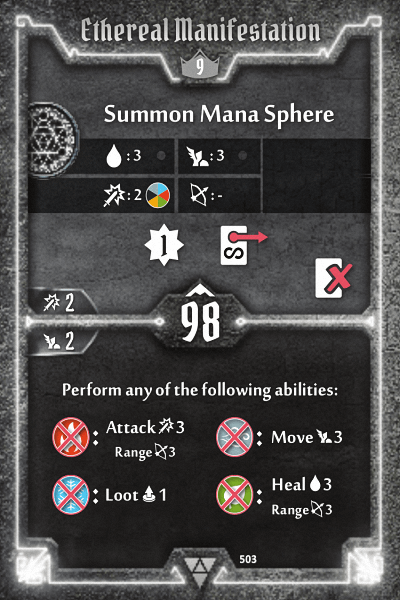 Ethereal Manifestation
9
Summon Mana Sphere
: 3 : 3
: 2 : -
1
2
98
2
Perform any of the following abilities:
: Attack 3
Range 3
: Move 3
: Loot 1
: Heal 3
Range 3
503